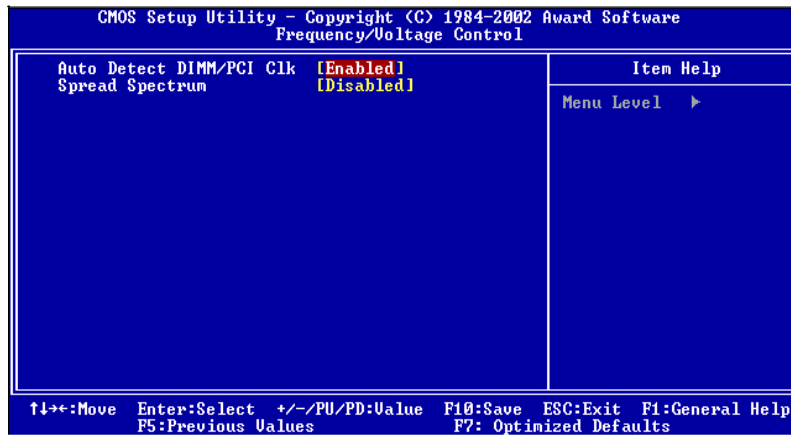 CMOS Setup Utility - Copyright (C) 1984-2002 Award Software
Frequency/Voltage Control
Auto Detect DIMM/PCI Clk [Enabled]
Spread Spectrum [Disabled]
Item Help
Menu Level ▶
↑↓→←:Move Enter:Select +/-/PU/PD:Value F10:Save ESC:Exit F1:General Help
F5:Previous Values F7: Optimized Defaults